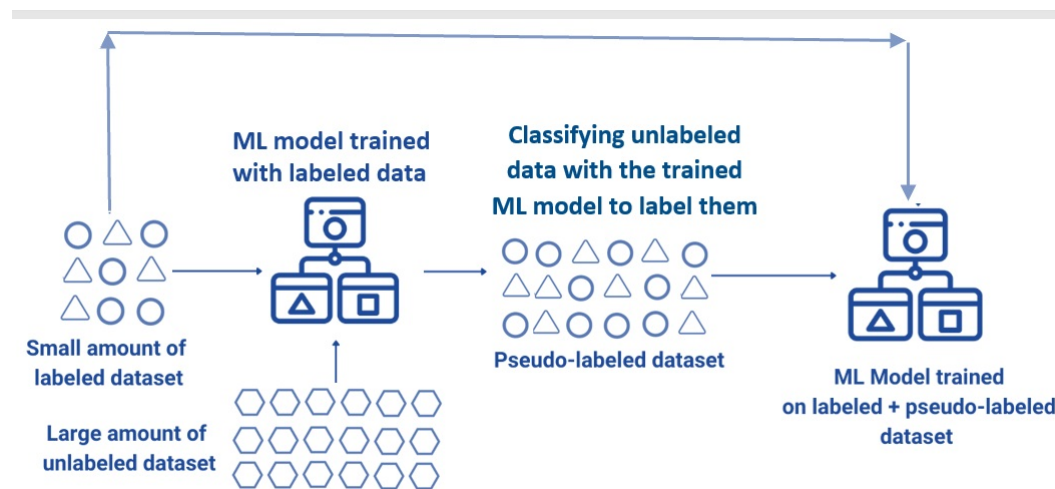 ML model trained
with labeled data
Classifying unlabeled
data with the trained
ML model to label them
Small amount of
labeled dataset
Pseudo-labeled dataset
ML Model trained
on labeled + pseudo-labeled
dataset
Large amount of
unlabeled dataset